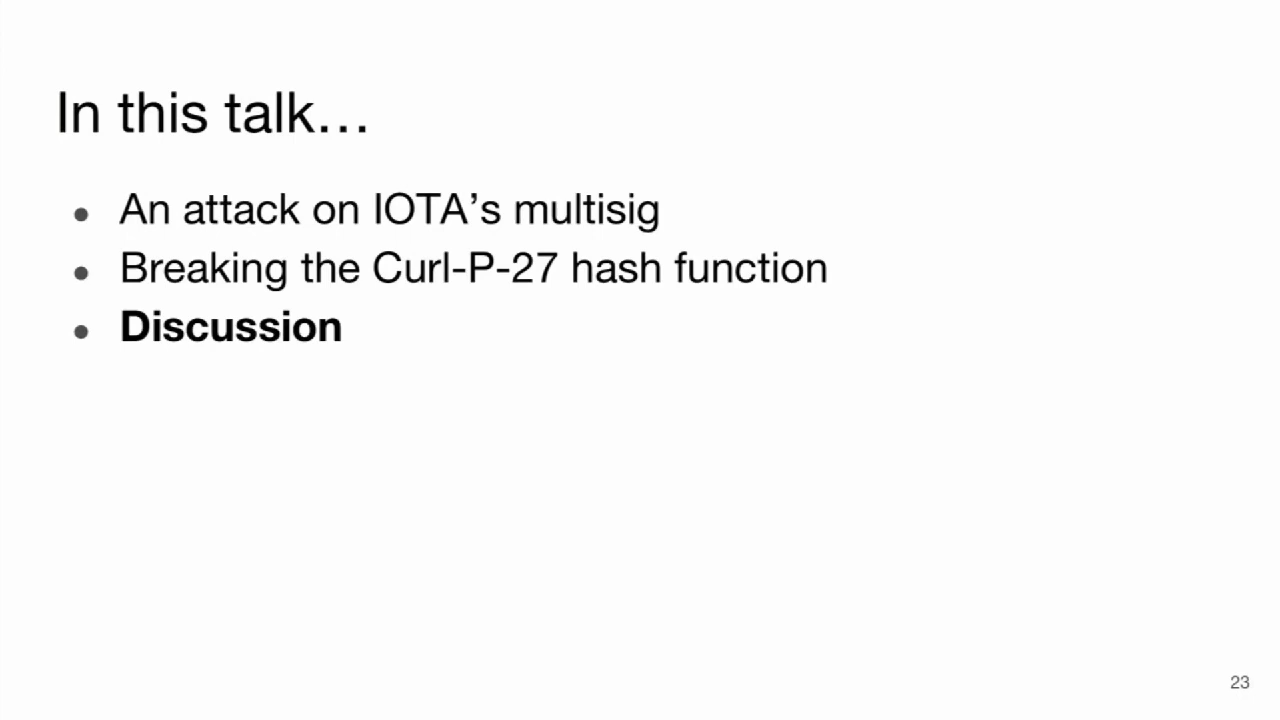 In this talk…
● An attack on IOTA’s multisig
● Breaking the Curl-P-27 hash function
● Discussion
23